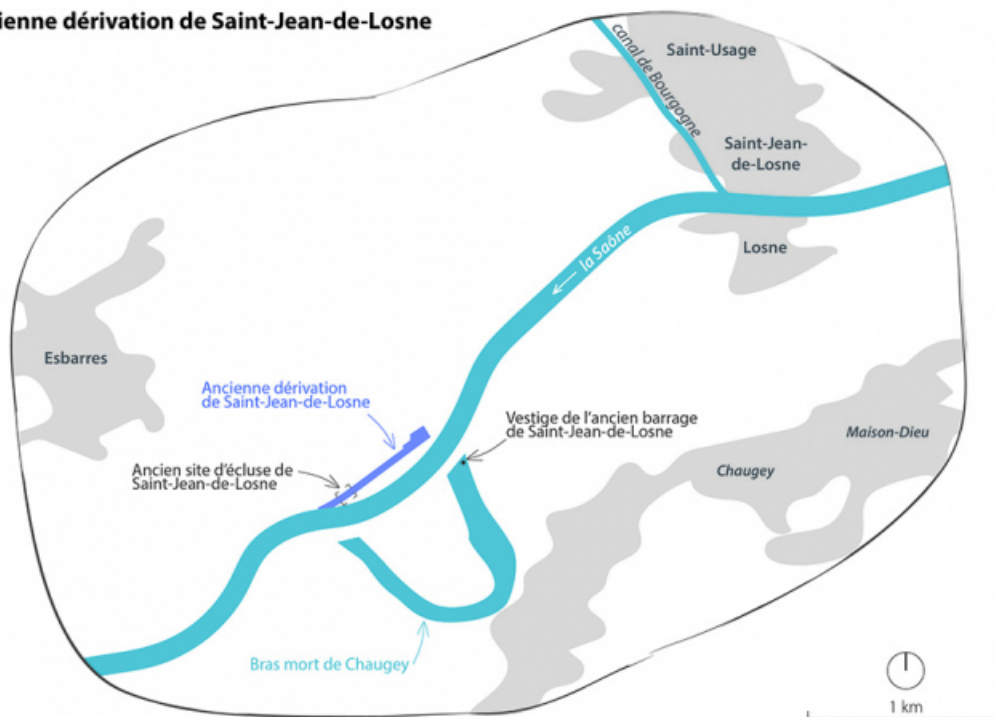 ienne dérivation de Saint-Jean-de-Losne
canal de Bourgogne
Saint-Usage
Saint-Jean-
de-Losne
la Saône
Losne
Esbarres
Ancienne dérivation
de Saint-Jean-de-Losne
Vestige de l'ancien barrage
de Saint-Jean-de-Losne
Maison-Dieu
Ancien site d'écluse de
Saint-Jean-de-Losne
Chaugey
Bras mort de Chaugey
1 km